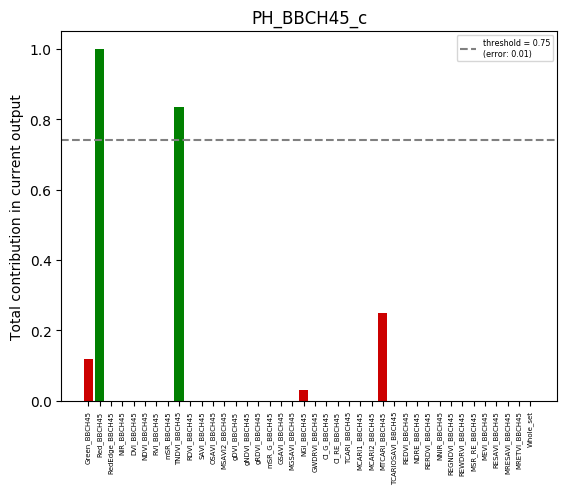 PH_BBCH45_c
threshold = 0.75
(error: 0.01)
Total contribution in current output
1.0
0.8
0.6
0.4
0.2
0.0
Green_BBCH45
Red_BBCH45
RedEdge_BBCH45
NIR_BBCH45
DVI_BBCH45
NDVI_BBCH45
RVI_BBCH45
mSR_BBCH45
TNDVI_BBCH45
RDVI_BBCH45
SAVI_BBCH45
OSAVI_BBCH45
MSAVI2_BBCH45
gDVI_BBCH45
gNDVI_BBCH45
gRDVI_BBCH45
mSR_G_BBCH45
GSAVI_BBCH45
MGSAVI_BBCH45
NGI_BBCH45
GWDRVI_BBCH45
CI_G_BBCH45
CI_RE_BBCH45
TCARI_BBCH45
MCARI1_BBCH45
MCARI2_BBCH45
MTCARI_BBCH45
TCARIOSAVI_BBCH45
REDVI_BBCH45
NDRE_BBCH45
RERDVI_BBCH45
NNIR_BBCH45
REGNDVI_BBCH45
REWDRVI_BBCH45
MSR_RE_BBCH45
MEVI_BBCH45
RESAVI_BBCH45
MRESAVI_BBCH45
MRETVI_BBCH45
Whole_set